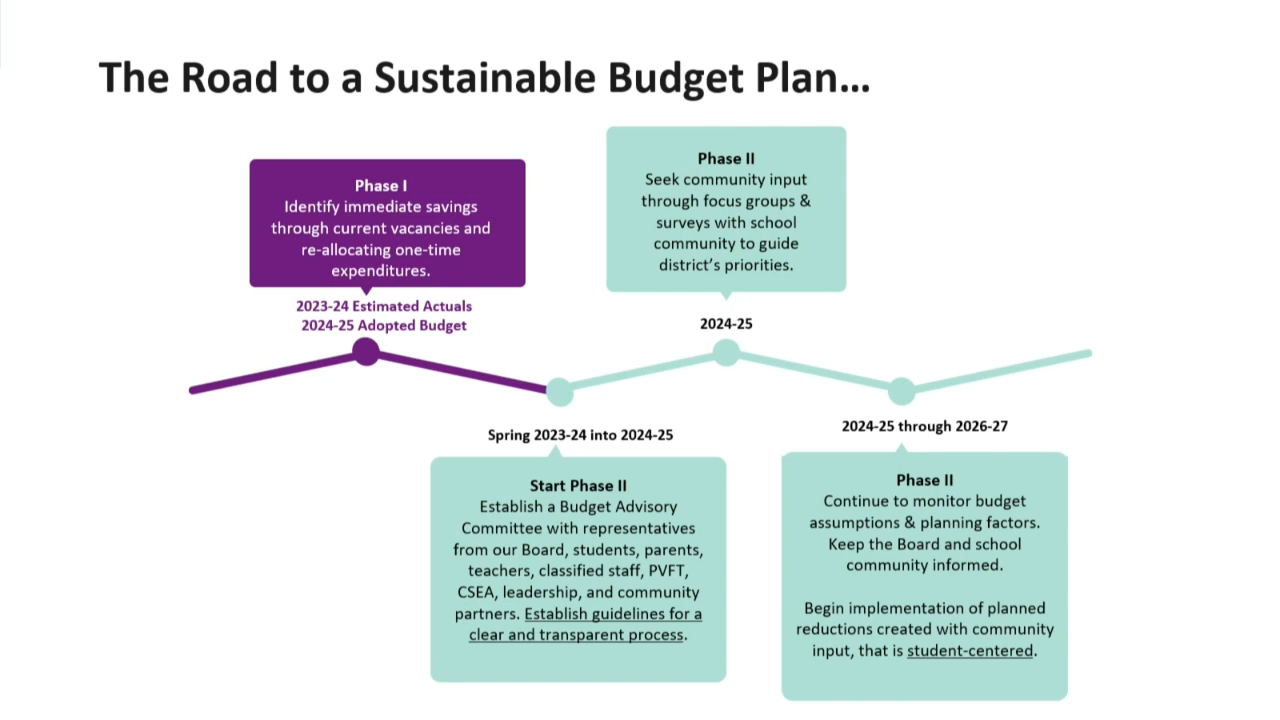 The Road to a Sustainable Budget Plan...
Phase I
Identify immediate savings
through current vacancies and
re-allocating one-time
expenditures.
2023-24 Estimated Actuals
2024-25 Adopted Budget
Spring 2023-24 into 2024-25
Start Phase II
Establish a Budget Advisory
Committee with representatives
from our Board, students, parents,
teachers, classified staff, PVFT,
CSEA, leadership, and community
partners. Establish guidelines for a
clear and transparent process.
Phase II
Seek community input
through focus groups &
surveys with school
community to guide
district's priorities.
2024-25
2024-25 through 2026-27
Phase II
Continue to monitor budget
assumptions & planning factors.
Keep the Board and school
community informed.
Begin implementation of planned
reductions created with community
input, that is student-centered.